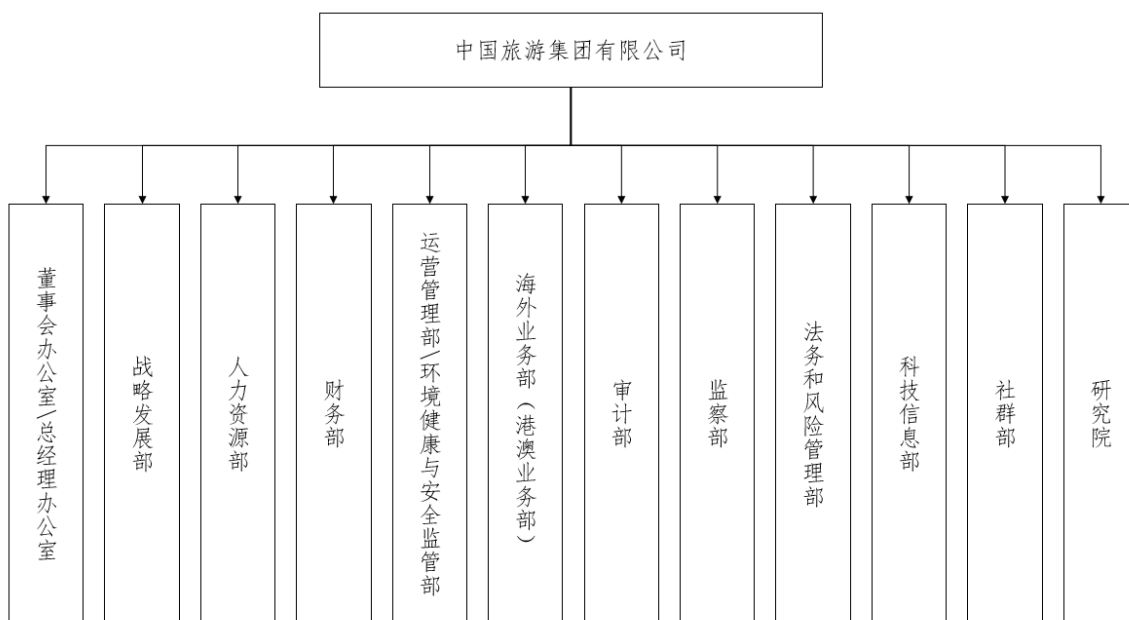 中国旅游集团有限公司
董事会办公室\总经理办公室
战略发展部
人力资源部
财务部
运营管理部\环境健康与安全监管部
海外业务部（港澳业务部）
审计部
监察部
法务和风险管理部
科技信息部
社群部
研究院